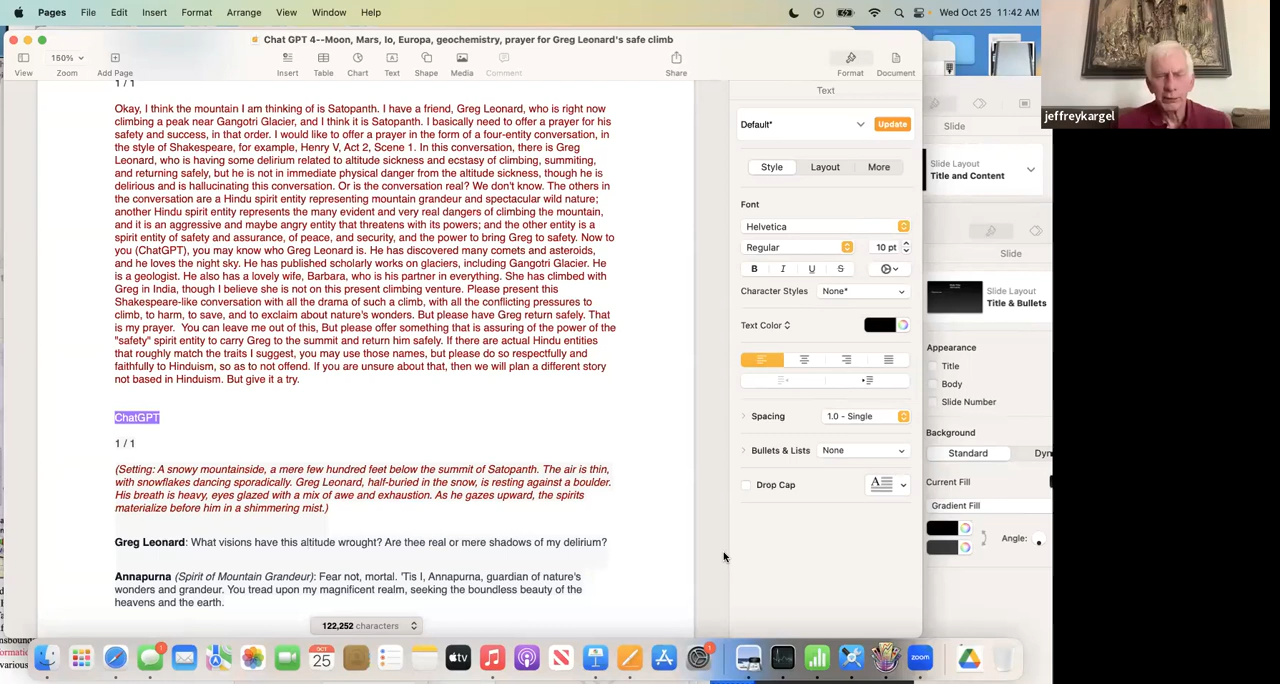 Pages File Edit Insert Format Arrange View Window Help
Wed Oct 25 11:42 AM
Chat GPT 4--Moon, Mars, Io, Europa, geochemistry, prayer for Greg Leonard's safe climb
150%
View Zoom Add Page Insert Table Chart Text Shape Media Comment Share Format Document
1 / 1
Okay, I think the mountain I am thinking of is Satopanth. I have a friend, Greg Leonard, who is right now
climbing a peak near Gangotri Glacier, and I think it is Satopanth. I basically need to offer a prayer for his
safety and success, in that order. I would like to offer a prayer in the form of a four-entity conversation, in
the style of Shakespeare, for example, Henry V, Act 2, Scene 1. In this conversation, there is Greg
Leonard, who is having some delirium related to altitude sickness and ecstasy of climbing, summiting,
and returning safely, but he is not in immediate physical danger from the altitude sickness, though he is
delirious and is hallucinating this conversation. Or is the conversation real? We don't know. The others in
the conversation are a Hindu spirit entity representing mountain grandeur and spectacular wild nature;
another Hindu spirit entity represents the many evident and very real dangers of climbing the mountain,
and it is an aggressive and maybe angry entity that threatens with its powers; and the other entity is a
spirit entity of safety and assurance, of peace, and security, and the power to bring Greg to safety. Now to
you (ChatGPT), you may know who Greg Leonard is. He has discovered many comets and asteroids,
and he loves the night sky. He has published scholarly works on glaciers, including Gangotri Glacier. He
is a geologist. He also has a lovely wife, Barbara, who is his partner in everything. She has climbed with
Greg in India, though I believe she is not on this present climbing venture. Please present this
Shakespeare-like conversation with all the drama of such a climb, with all the conflicting pressures to
climb, to harm, to save, and to exclaim about nature's wonders. But please have Greg return safely. That
is my prayer. You can leave me out of this, But please offer something that is assuring of the power of the
"safety" spirit entity to carry Greg to the summit and return him safely. If there are actual Hindu entities
that roughly match the traits I suggest, you may use those names, but please do so respectfully and
faithfully to Hinduism, so as to not offend. If you are unsure about that, then we will plan a different story
not based in Hinduism. But give it a try.
ChatGPT
1 / 1
(Setting: A snowy mountainside, a mere few hundred feet below the summit of Satopanth. The air is thin,
with snowflakes dancing sporadically. Greg Leonard, half-buried in the snow, is resting against a boulder.
His breath is heavy, eyes glazed with a mix of awe and exhaustion. As he gazes upward, the spirits
materialize before him in a shimmering mist.)
Greg Leonard: What visions have this altitude wrought? Are thee real or mere shadows of my delirium?
Annapurna (Spirit of Mountain Grandeur): Fear not, mortal. 'Tis I, Annapurna, guardian of nature's
wonders and grandeur. You tread upon my magnificent realm, seeking the boundless beauty of the
heavens and the earth.
122,252 characters
Text
Default*
Update
Style Layout More
Font
Helvetica
Regular 10 pt
B I U S
Character Styles None*
Text Color
Spacing 1.0 - Single
Bullets & Lists None
Drop Cap
jeffreykargel
Slide
Slide Layout
Title and Content
Slide
Slide Layout
Title & Bullets
Appearance
Title
Body
Slide Number
Background
Standard Dyn
Current Fill
Gradient Fill
Angle:
OCT
25
tv
zoom